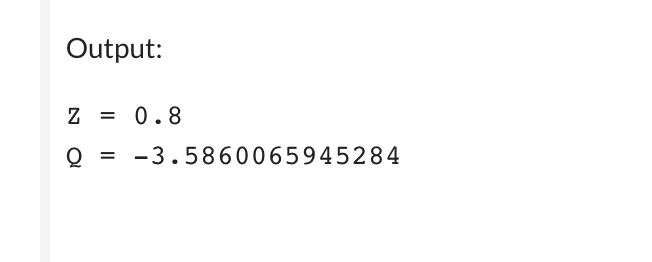 Output:
Z = 0.8
Q = -3.5860065945284